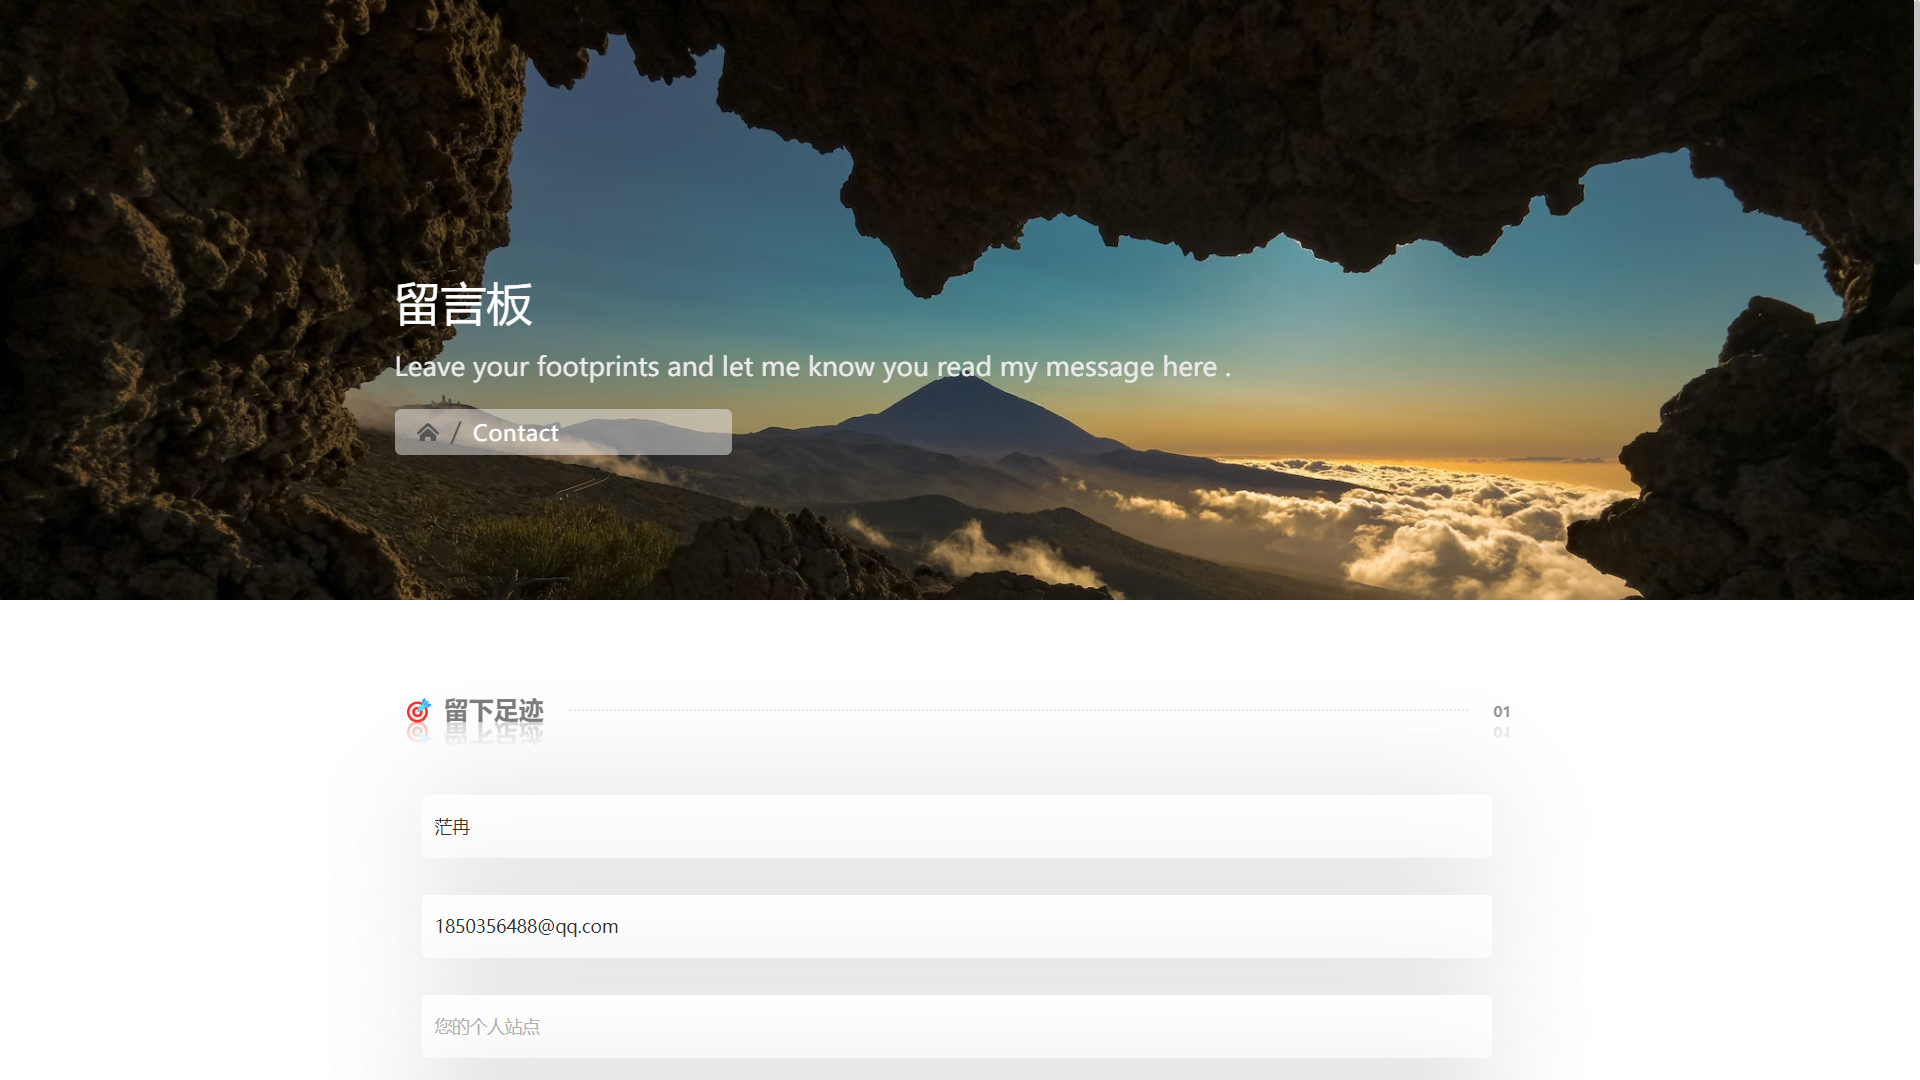 留言板
Leave your footprints and let me know you read my message here .
/ Contact
留下足迹
01
茫冉
1850356488@qq.com
您的个人站点